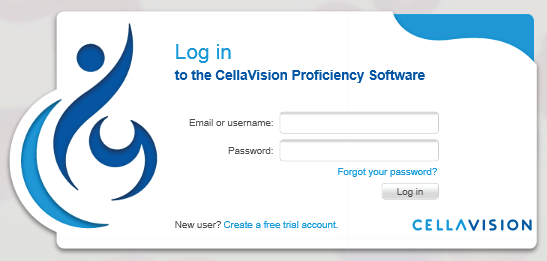 Log in
to the CellaVision Proficiency Software
Email or username:
Password:
Forgot your password?
Log in
New user? Create a free trial account.
CELLAVISION